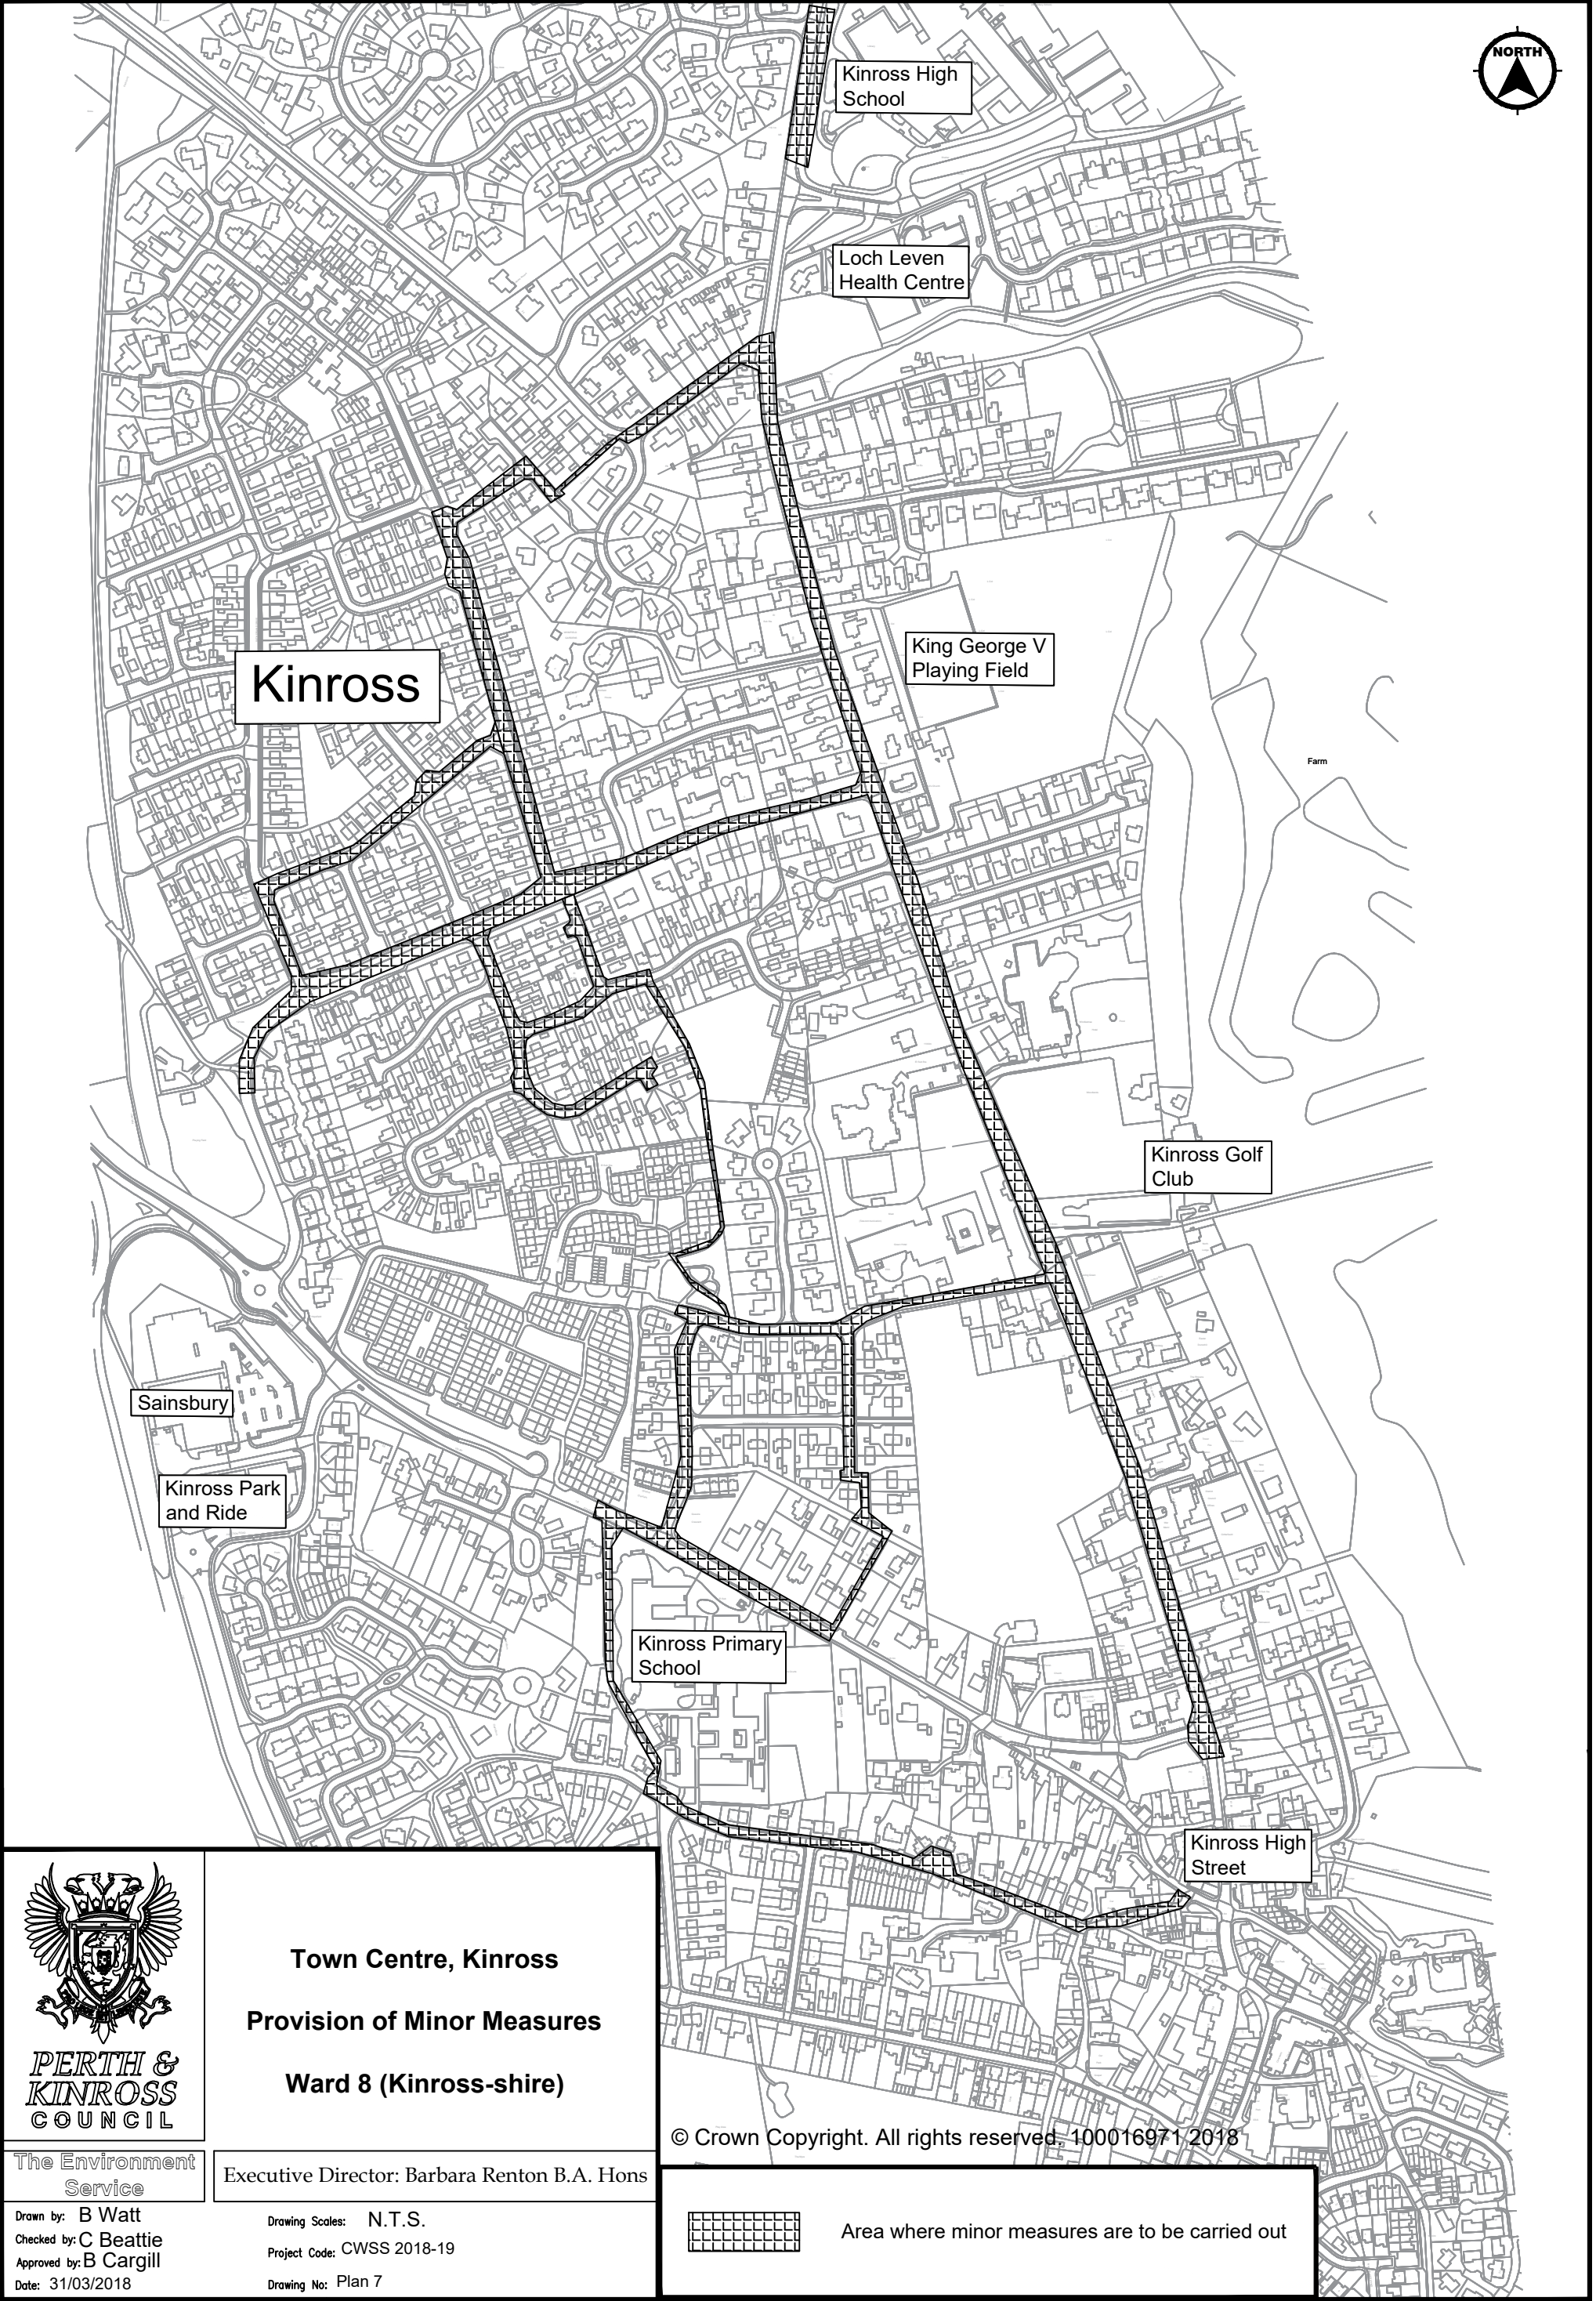 NORTH
Kinross High
School
Loch Leven
Health Centre
King George V
Playing Field
Kinross
Farm
Kinross Golf
Club
Sainsbury
Kinross Park
and Ride
Kinross Primary
School
Kinross High
Street
PERTH &
KINROSS
COUNCIL
Town Centre, Kinross
Provision of Minor Measures
Ward 8 (Kinross-shire)
© Crown Copyright. All rights reserved. 100016971 2018
The Environment
Service
Executive Director: Barbara Renton B.A. Hons
Drawn by: B Watt
Checked by: C Beattie
Approved by: B Cargill
Date: 31/03/2018
Drawing Scales: N.T.S.
Project Code: CWSS 2018-19
Drawing No: Plan 7
Area where minor measures are to be carried out